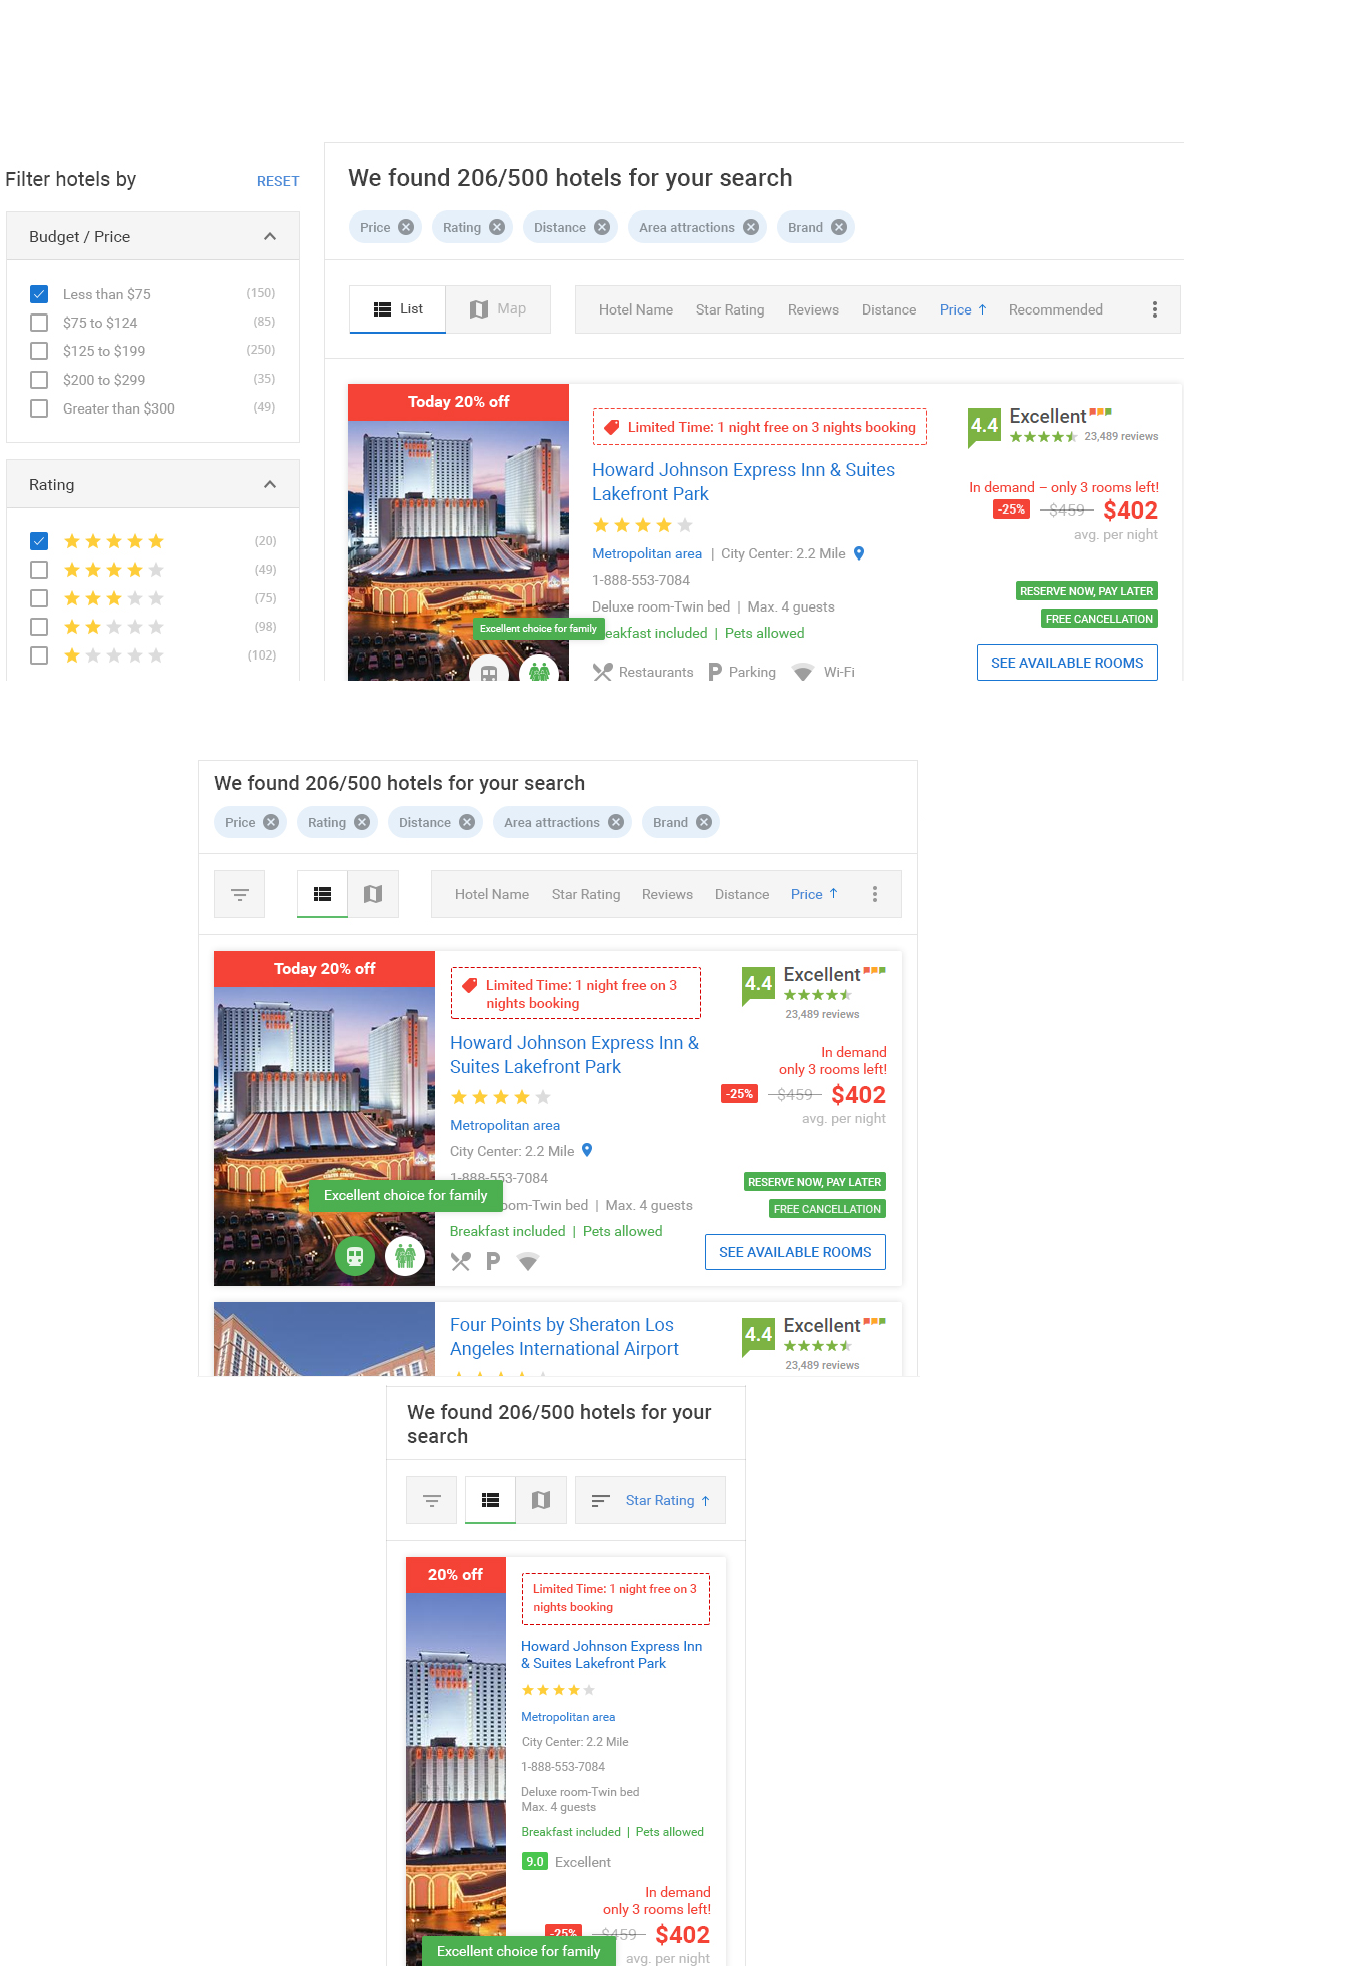 Filter hotels by
RESET
Budget / Price
Less than $75 (150)
$75 to $124 (85)
$125 to $199 (250)
$200 to $299 (35)
Greater than $300 (49)
Rating
(20)
(49)
(75)
(98)
(102)
We found 206/500 hotels for your search
Price Rating Distance Area attractions Brand
List Map Hotel Name Star Rating Reviews Distance Price ↑ Recommended
Today 20% off
CIRCUS CIRCUS
Excellent choice for family
Limited Time: 1 night free on 3 nights booking
Howard Johnson Express Inn & Suites
Lakefront Park
Metropolitan area | City Center: 2.2 Mile
1-888-553-7084
Deluxe room-Twin bed | Max. 4 guests
eakfast included | Pets allowed
Restaurants P Parking Wi-Fi
4.4 Excellent
23,489 reviews
In demand – only 3 rooms left!
-25% $459 $402
avg. per night
RESERVE NOW, PAY LATER
FREE CANCELLATION
SEE AVAILABLE ROOMS
We found 206/500 hotels for your search
Price Rating Distance Area attractions Brand
Hotel Name Star Rating Reviews Distance Price ↑
Today 20% off
CIRCUS CIRCUS
Excellent choice for family
Limited Time: 1 night free on 3
nights booking
Howard Johnson Express Inn &
Suites Lakefront Park
Metropolitan area
City Center: 2.2 Mile
1-888-553-7084
oom-Twin bed | Max. 4 guests
Breakfast included | Pets allowed
P
4.4 Excellent
23,489 reviews
In demand
only 3 rooms left!
-25% $459 $402
avg. per night
RESERVE NOW, PAY LATER
FREE CANCELLATION
SEE AVAILABLE ROOMS
Four Points by Sheraton Los
Angeles International Airport
4.4 Excellent
23,489 reviews
We found 206/500 hotels for your
search
Star Rating ↑
20% off
Limited Time: 1 night free on 3
nights booking
Howard Johnson Express Inn
& Suites Lakefront Park
Metropolitan area
City Center: 2.2 Mile
1-888-553-7084
Deluxe room-Twin bed
Max. 4 guests
Breakfast included | Pets allowed
9.0 Excellent
In demand
only 3 rooms left!
-25% $459 $402
Excellent choice for family
avg. per night